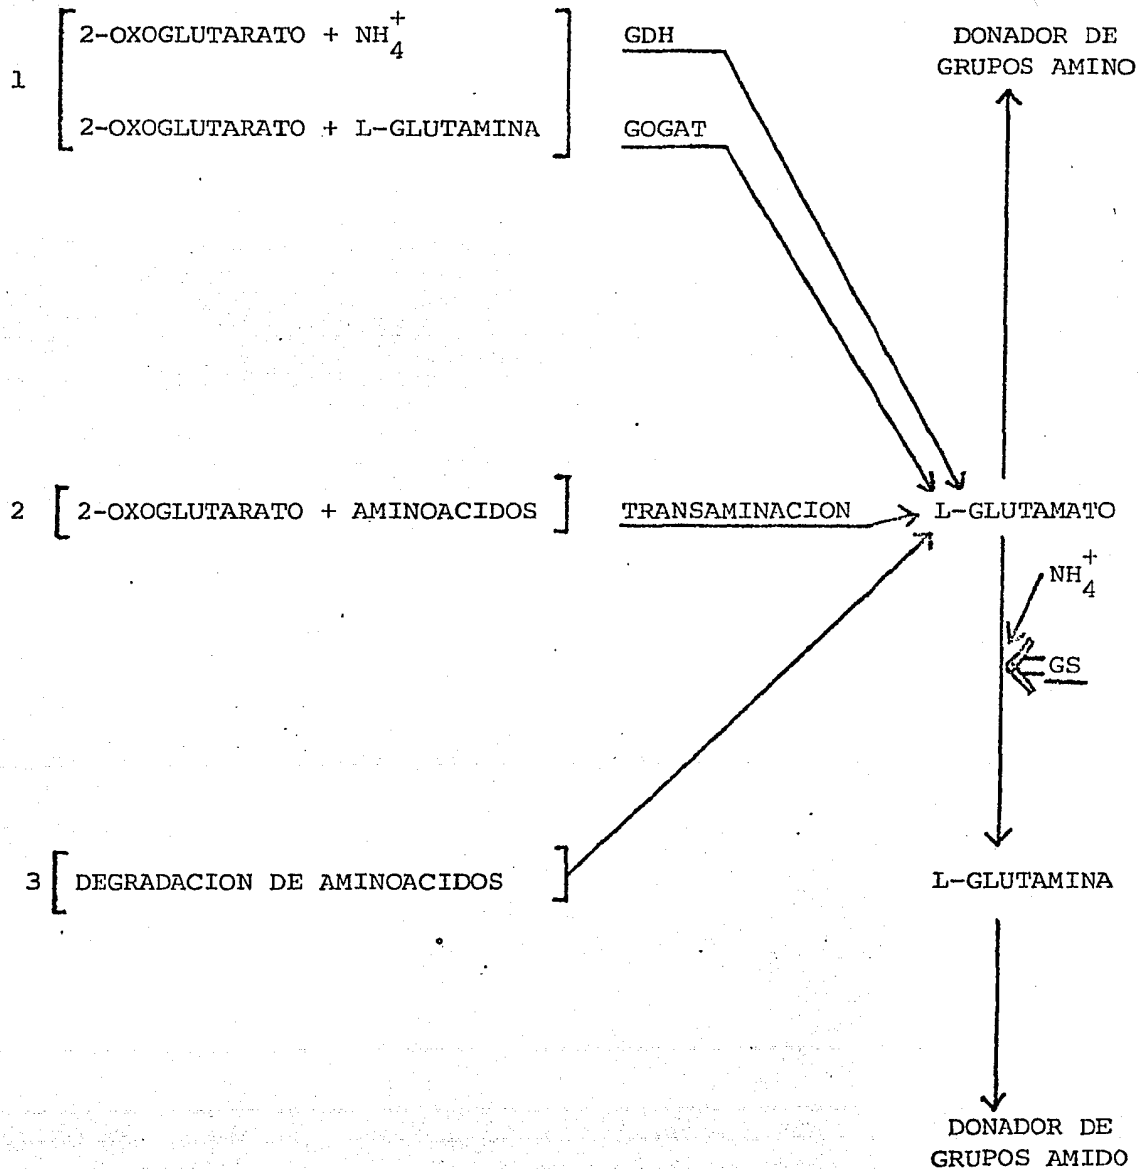 2-OXOGLUTARATO + NH4+
GDH
1
2-OXOGLUTARATO + L-GLUTAMINA
GOGAT
DONADOR DE
GRUPOS AMINO
2
2-OXOGLUTARATO + AMINOACIDOS
TRANSAMINACION
L-GLUTAMATO
NH4+
GS
3
DEGRADACION DE AMINOACIDOS
L-GLUTAMINA
DONADOR DE
GRUPOS AMIDO